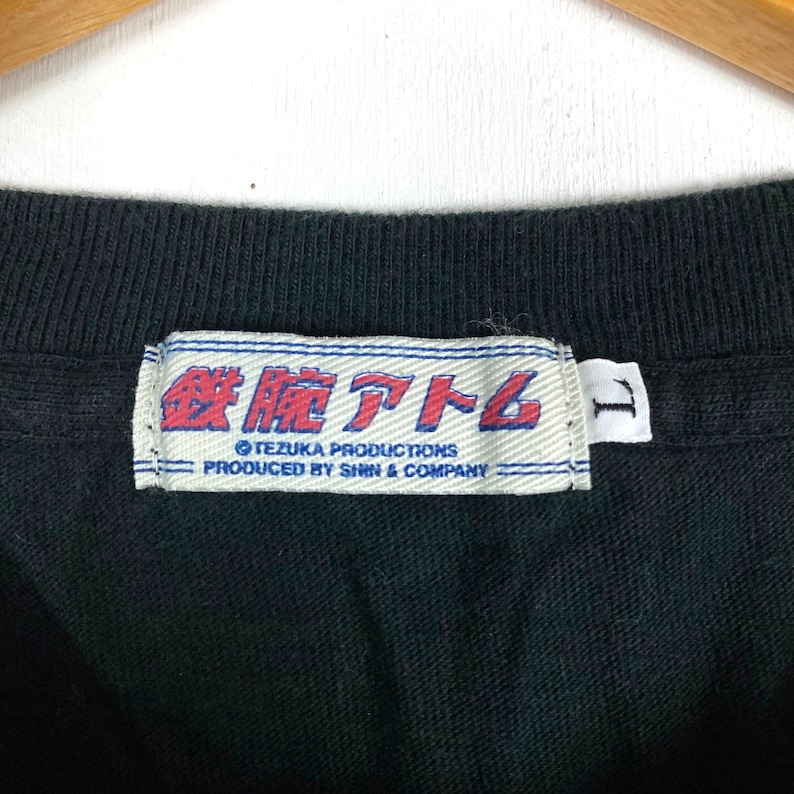 鉄腕アトム
©TEZUKA PRODUCTIONS
PRODUCED BY SHIN & COMPANY
L